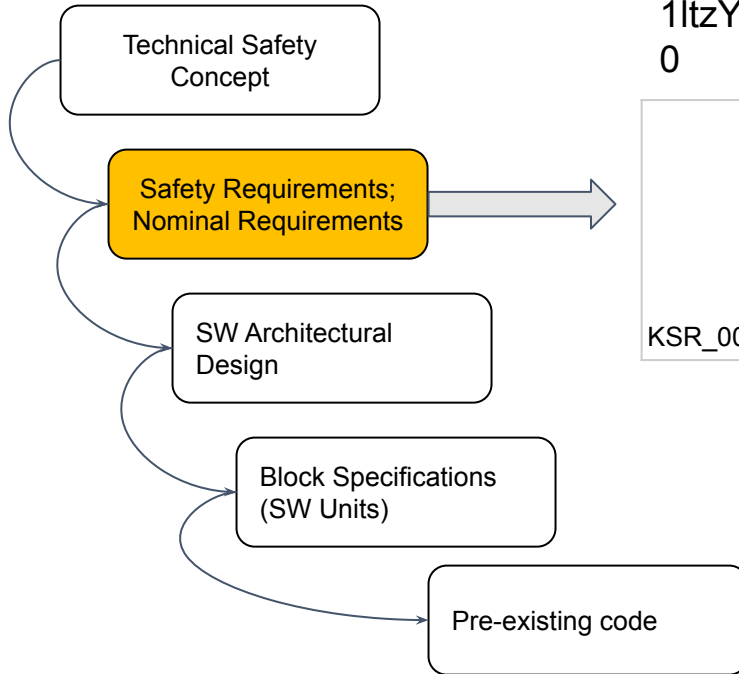 Technical Safety
Concept
1ltzY
0
Safety Requirements;
Nominal Requirements
KSR_00
SW Architectural
Design
Block Specifications
(SW Units)
Pre-existing code